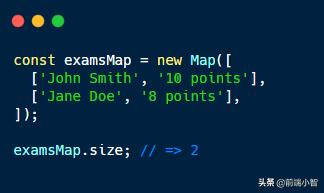 const examsMap = new Map([
  ['John Smith', '10 points'],
  ['Jane Doe', '8 points'],
]);
examsMap.size; // => 2
头条 @前端小智